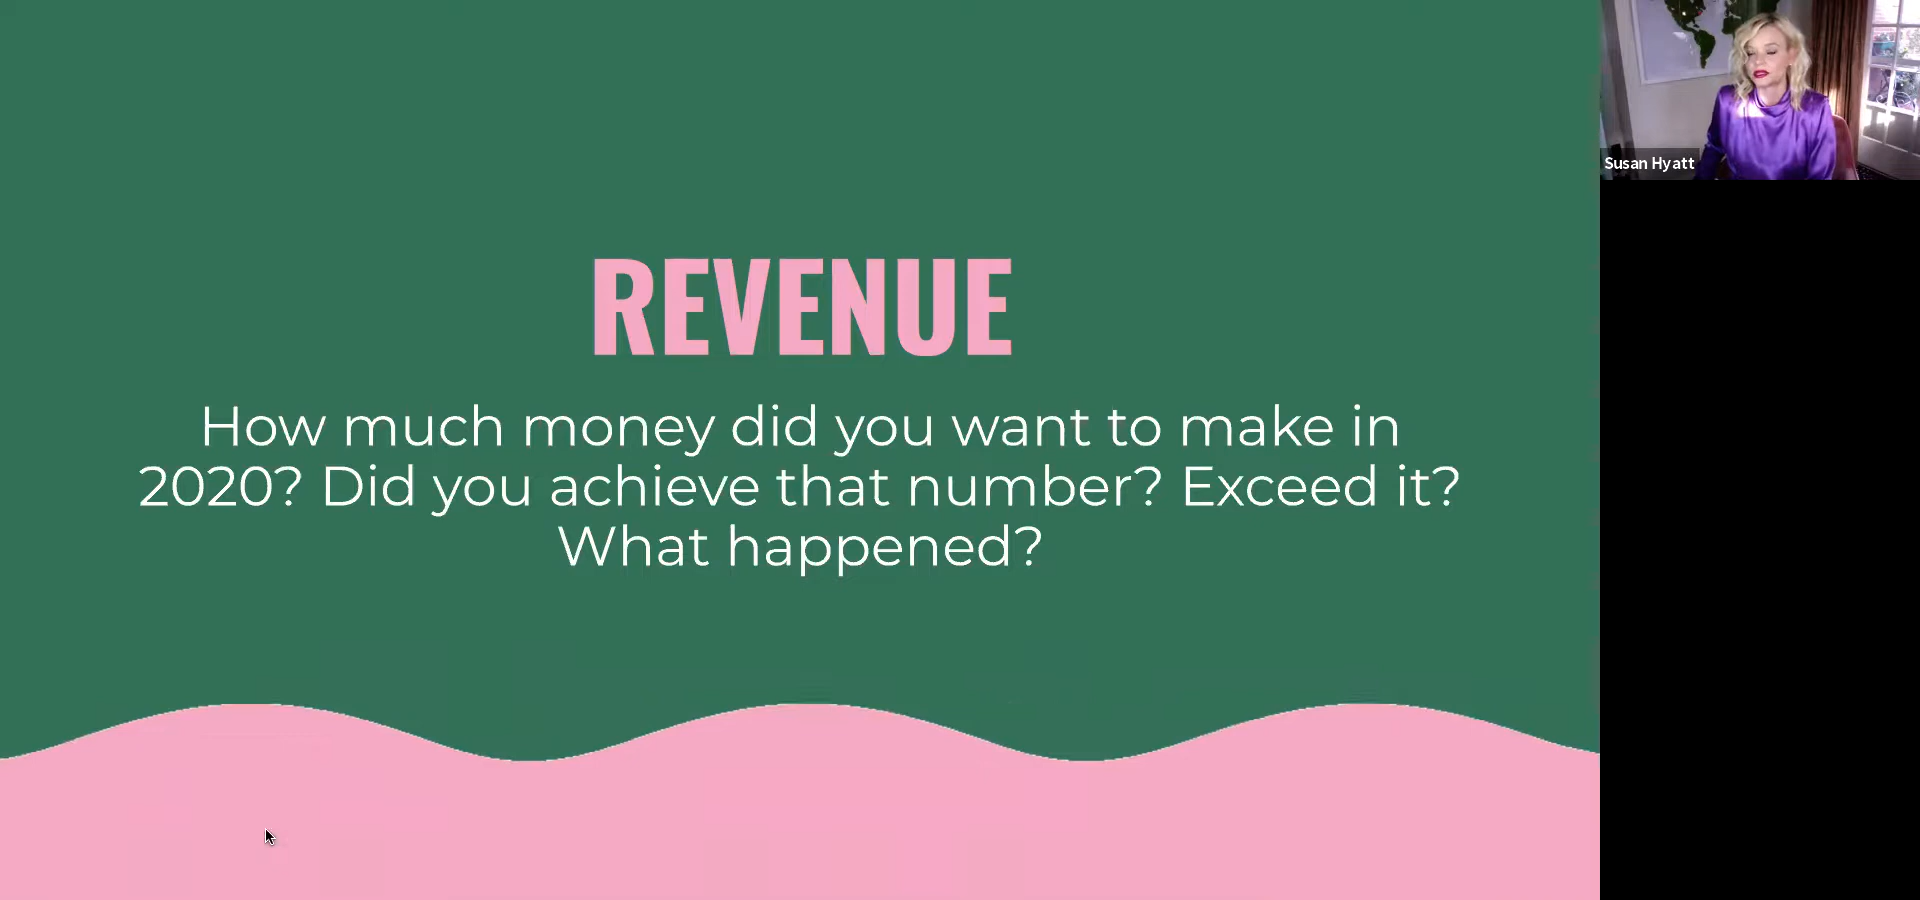 REVENUE
How much money did you want to make in
2020? Did you achieve that number? Exceed it?
What happened?
Susan Hyatt